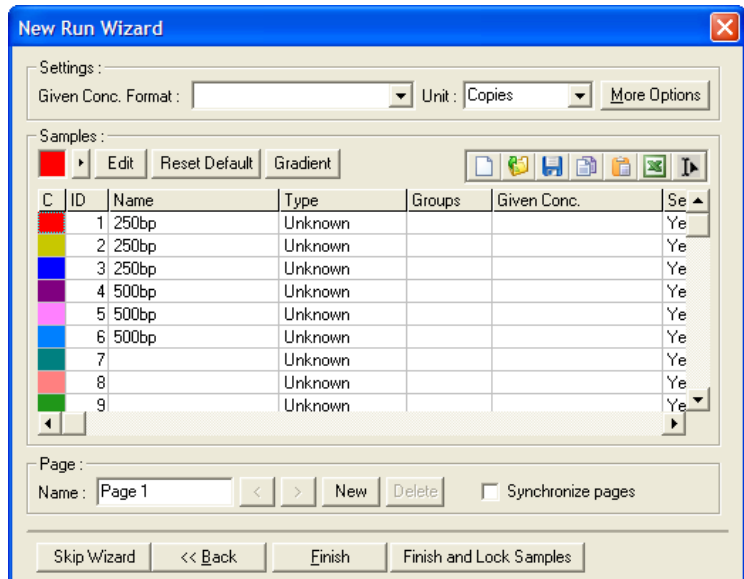 New Run Wizard
Settings :
Given Conc. Format : Unit : Copies More Options
Samples :
Edit Reset Default Gradient
C ID Name Type Groups Given Conc. Se
1 250bp Unknown Ye
2 250bp Unknown Ye
3 250bp Unknown Ye
4 500bp Unknown Ye
5 500bp Unknown Ye
6 500bp Unknown Ye
7 Unknown Ye
8 Unknown Ye
9 Unknown Ye
Page :
Name : Page 1 < > New Delete Synchronize pages
Skip Wizard << Back Finish Finish and Lock Samples